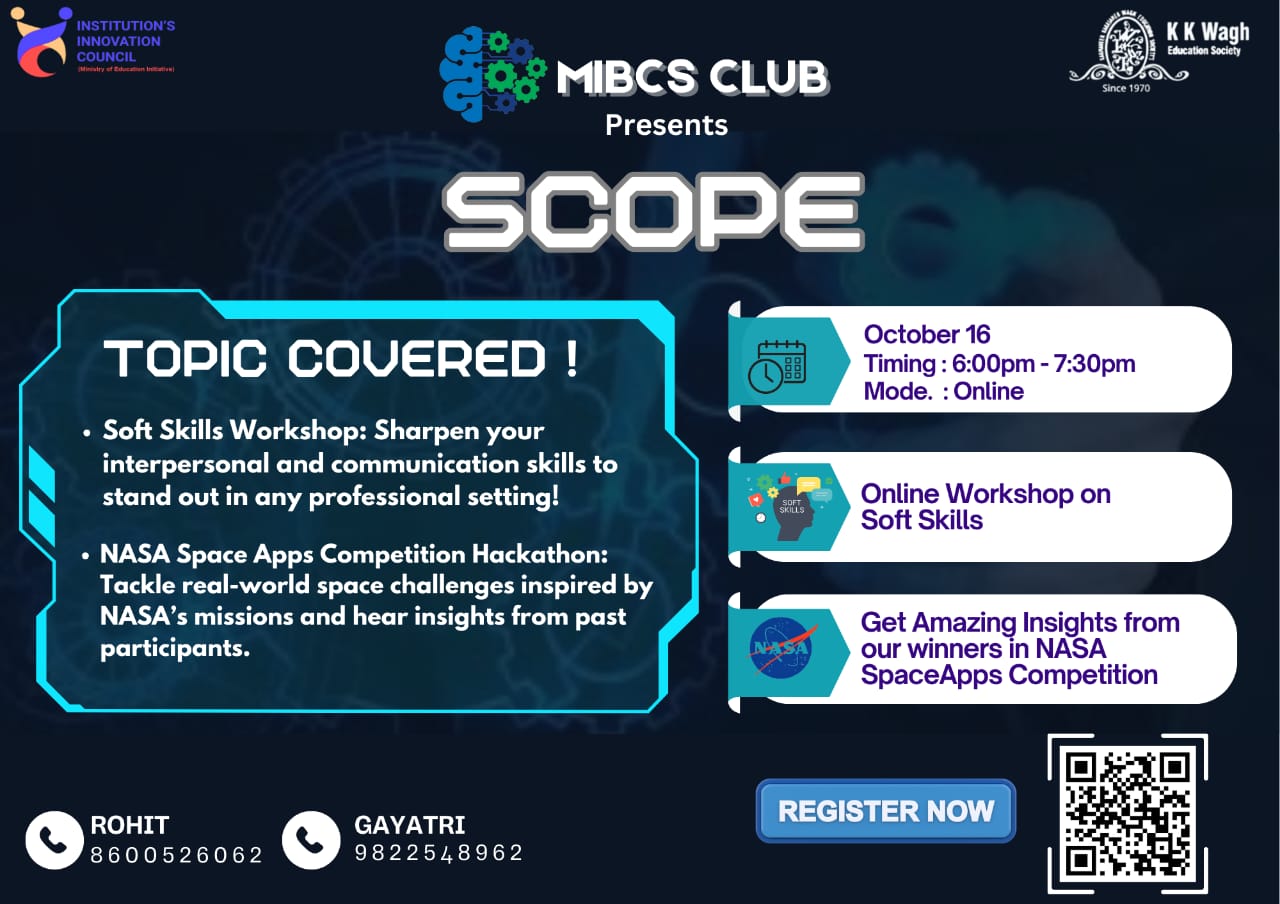 INSTITUTION'S
INNOVATION
COUNCIL
(Ministry of Education Initiative)
K K Wagh
Education Society
Since 1970
MIBCS CLUB
Presents
SCOPE
TOPIC COVERED !
• Soft Skills Workshop: Sharpen your
interpersonal and communication skills to
stand out in any professional setting!
• NASA Space Apps Competition Hackathon:
Tackle real-world space challenges inspired by
NASA's missions and hear insights from past
participants.
October 16
Timing : 6:00pm - 7:30pm
Mode. : Online
SOFT
SKILLS
Online Workshop on
Soft Skills
NASA
Get Amazing Insights from
our winners in NASA
SpaceApps Competition
REGISTER NOW
ROHIT
8600526062
GAYATRI
9822548962